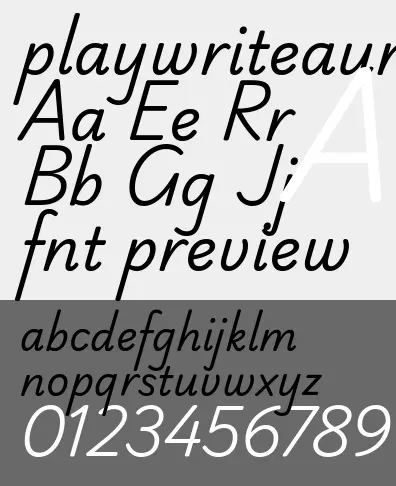 playwriteaur
Aa Ee Rr
A
Bb Gg Jj
fnt preview
abcdefghijklm
nopqrstuvwxyz
0123456789